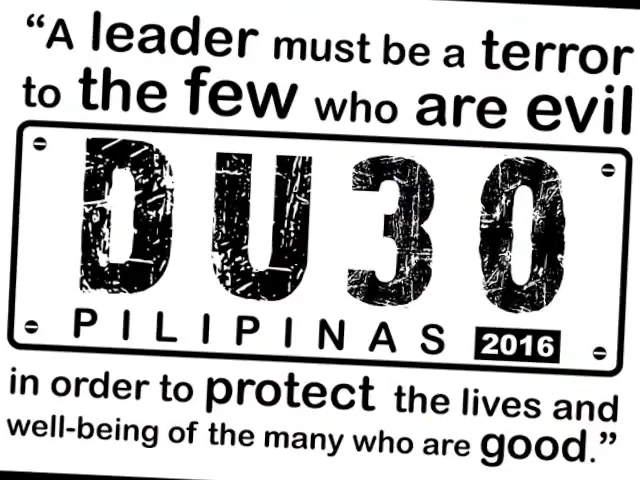 “A leader must be a terror
to the few who are evil
DU30
PILIPINAS 2016
in order to protect the lives and
well-being of the many who are good.”